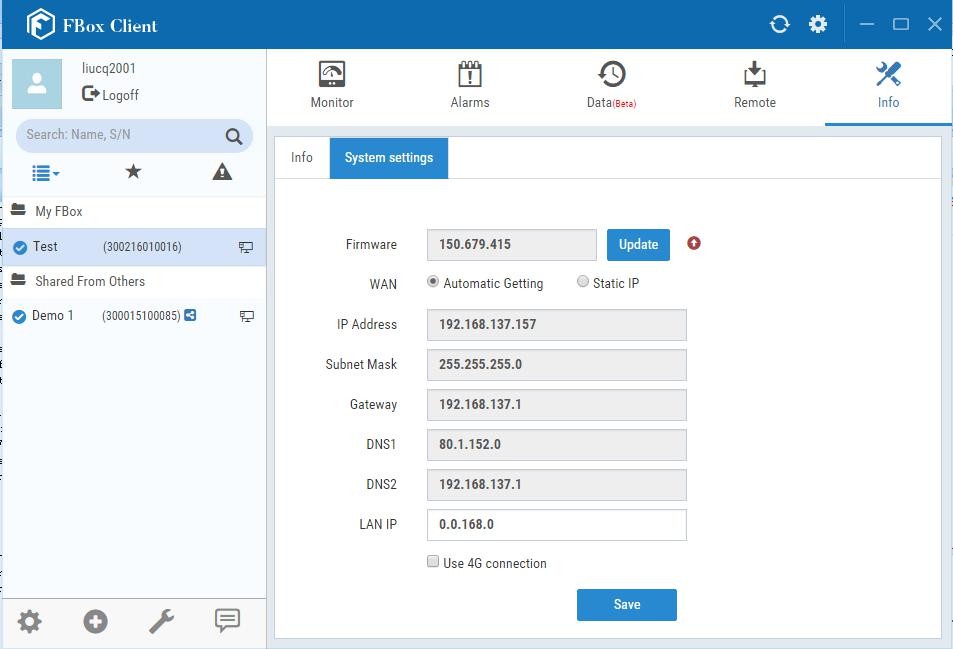 FBox Client
liucq2001
Logoff
Search: Name, S/N
My FBox
Test (300216010016)
Shared From Others
Demo 1 (300015100085)
Monitor Alarms Data(Beta) Remote Info
Info System settings
Firmware 150.679.415 Update
WAN Automatic Getting Static IP
IP Address 192.168.137.157
Subnet Mask 255.255.255.0
Gateway 192.168.137.1
DNS1 80.1.152.0
DNS2 192.168.137.1
LAN IP 0.0.168.0
Use 4G connection
Save